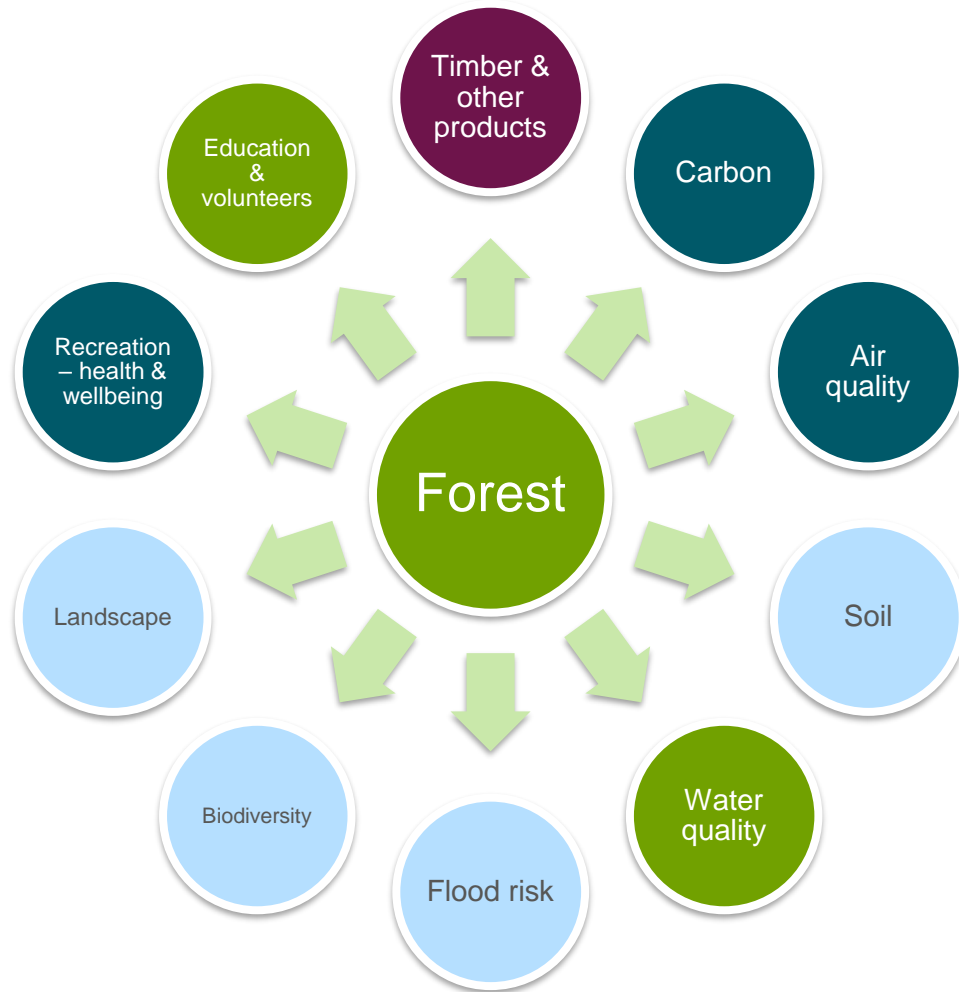 Timber &
other
products
Carbon
Air
quality
Soil
Water
quality
Flood risk
Biodiversity
Landscape
Recreation
– health &
wellbeing
Education
&
volunteers
Forest